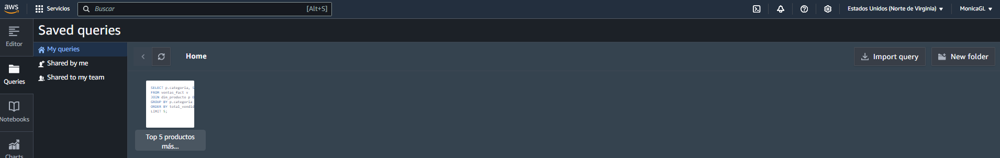 aws
Servicios
Buscar
[Alt+S]
Estados Unidos (Norte de Virginia)
MonicaGL
Editor
Queries
Notebooks
Charts
Saved queries
My queries
Shared by me
Shared to my team
Home
Import query
New folder
SELECT p.categoria, S
FROM ventas_fact v
JOIN dim_producto p O
GROUP BY p.categoria
ORDER BY total_vendid
LIMIT 5;
Top 5 productos
más...